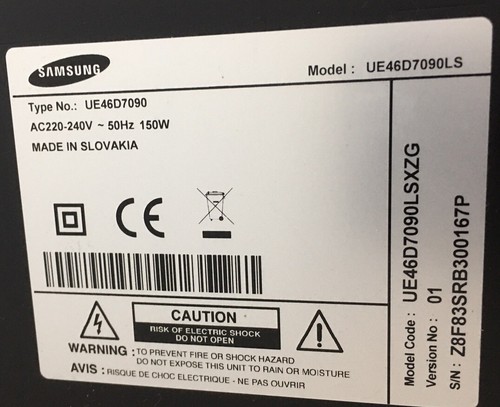 SAMSUNG
Model : UE46D7090LS
Type No.: UE46D7090
AC220-240V ~ 50Hz 150W
MADE IN SLOVAKIA
CE
CAUTION
RISK OF ELECTRIC SHOCK
DO NOT OPEN
WARNING : TO PREVENT FIRE OR SHOCK HAZARD
DO NOT EXPOSE THIS UNIT TO RAIN OR MOISTURE
AVIS : RISQUE DE CHOC ELECTRIQUE - NE PAS OUVRIR
Model Code : UE46D7090LSXZG
Version No : 01
S/N : Z8F83SRB300167P